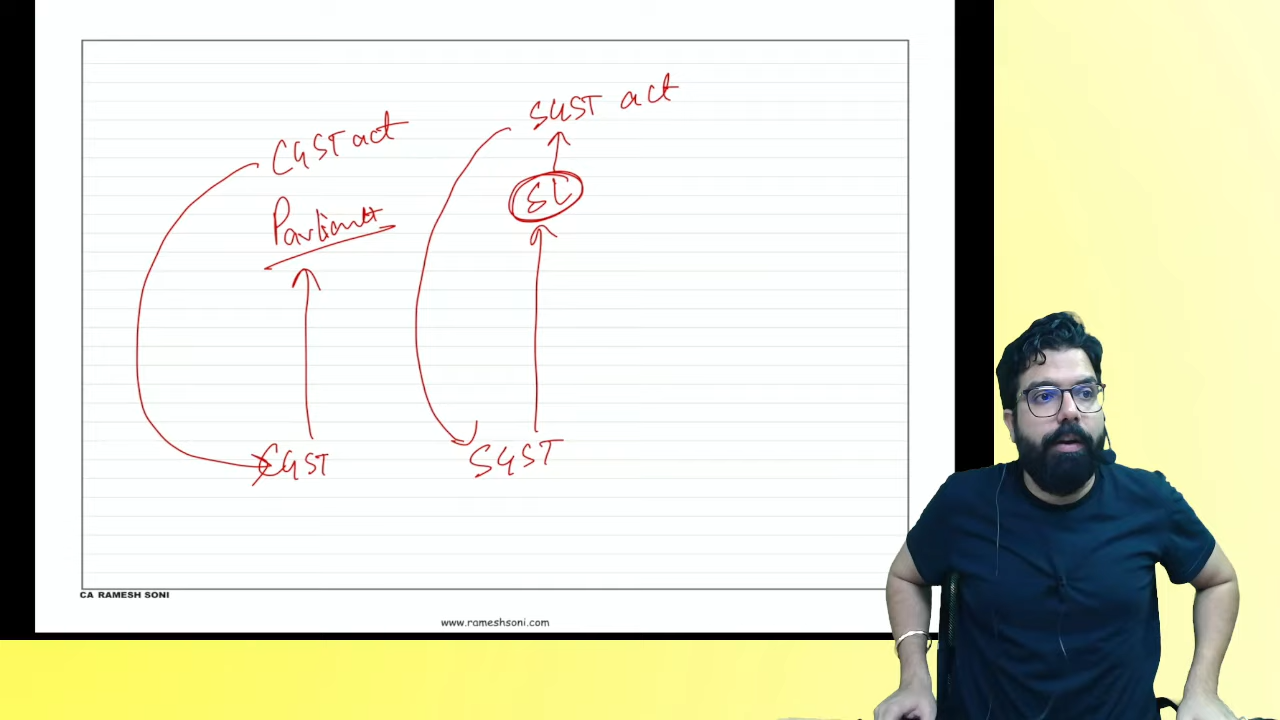 SGST act
CGST act
SL
Parliament
CGST
SGST
CA RAMESH SONI
www.rameshsoni.com